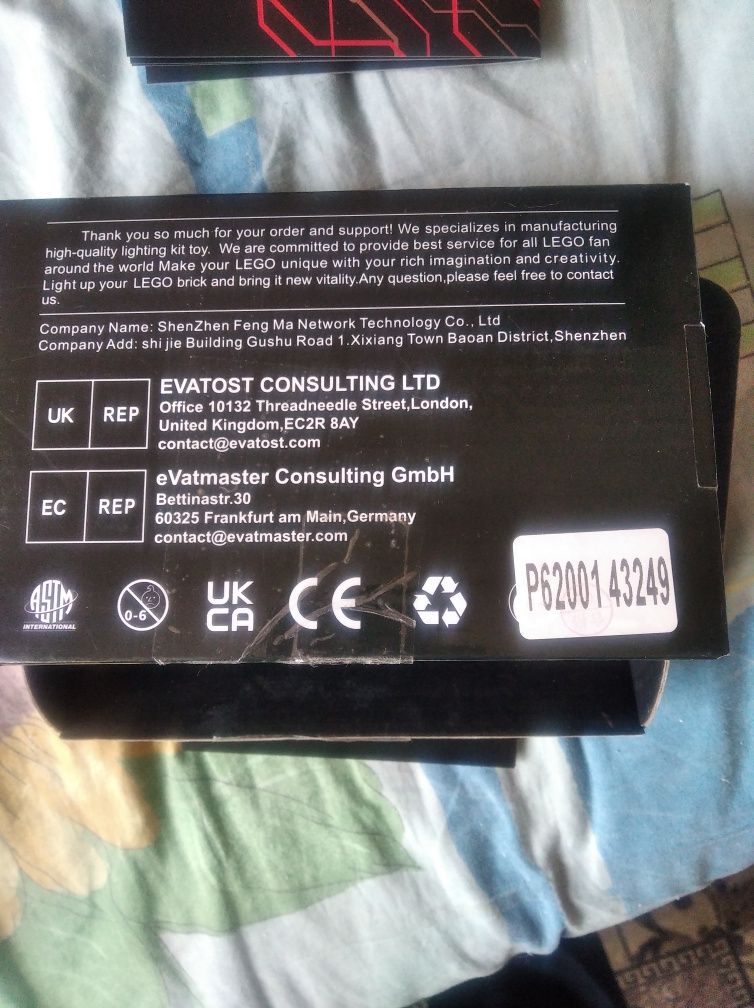 Thank you so much for your order and support! We specializes in manufacturing
high-quality lighting kit toy. We are committed to provide best service for all LEGO fan
around the world Make your LEGO unique with your rich imagination and creativity.
Light up your LEGO brick and bring it new vitality.Any question,please feel free to contact
us.
Company Name: ShenZhen Feng Ma Network Technology Co., Ltd
Company Add: shi jie Building Gushu Road 1.Xixiang Town Baoan District,Shenzhen
UK REP
EVATOST CONSULTING LTD
Office 10132 Threadneedle Street,London,
United Kingdom,EC2R 8AY
contact@evatost.com
EC REP
eVatmaster Consulting GmbH
Bettinastr.30
60325 Frankfurt am Main,Germany
contact@evatmaster.com
ASTM
INTERNATIONAL
0-6
UK
CA
CE
P62001 43249